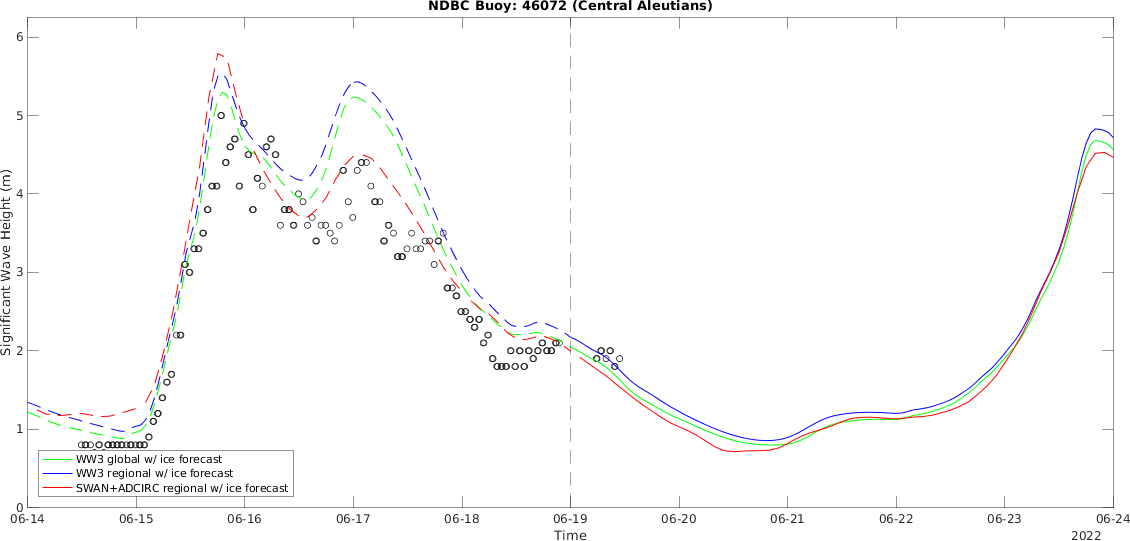 NDBC Buoy: 46072 (Central Aleutians)
6
5
4
3
2
1
0
Significant Wave Height (m)
WW3 global w/ ice forecast
WW3 regional w/ ice forecast
SWAN+ADCIRC regional w/ ice forecast
06-14 06-15 06-16 06-17 06-18 06-19 06-20 06-21 06-22 06-23 06-24
Time
2022